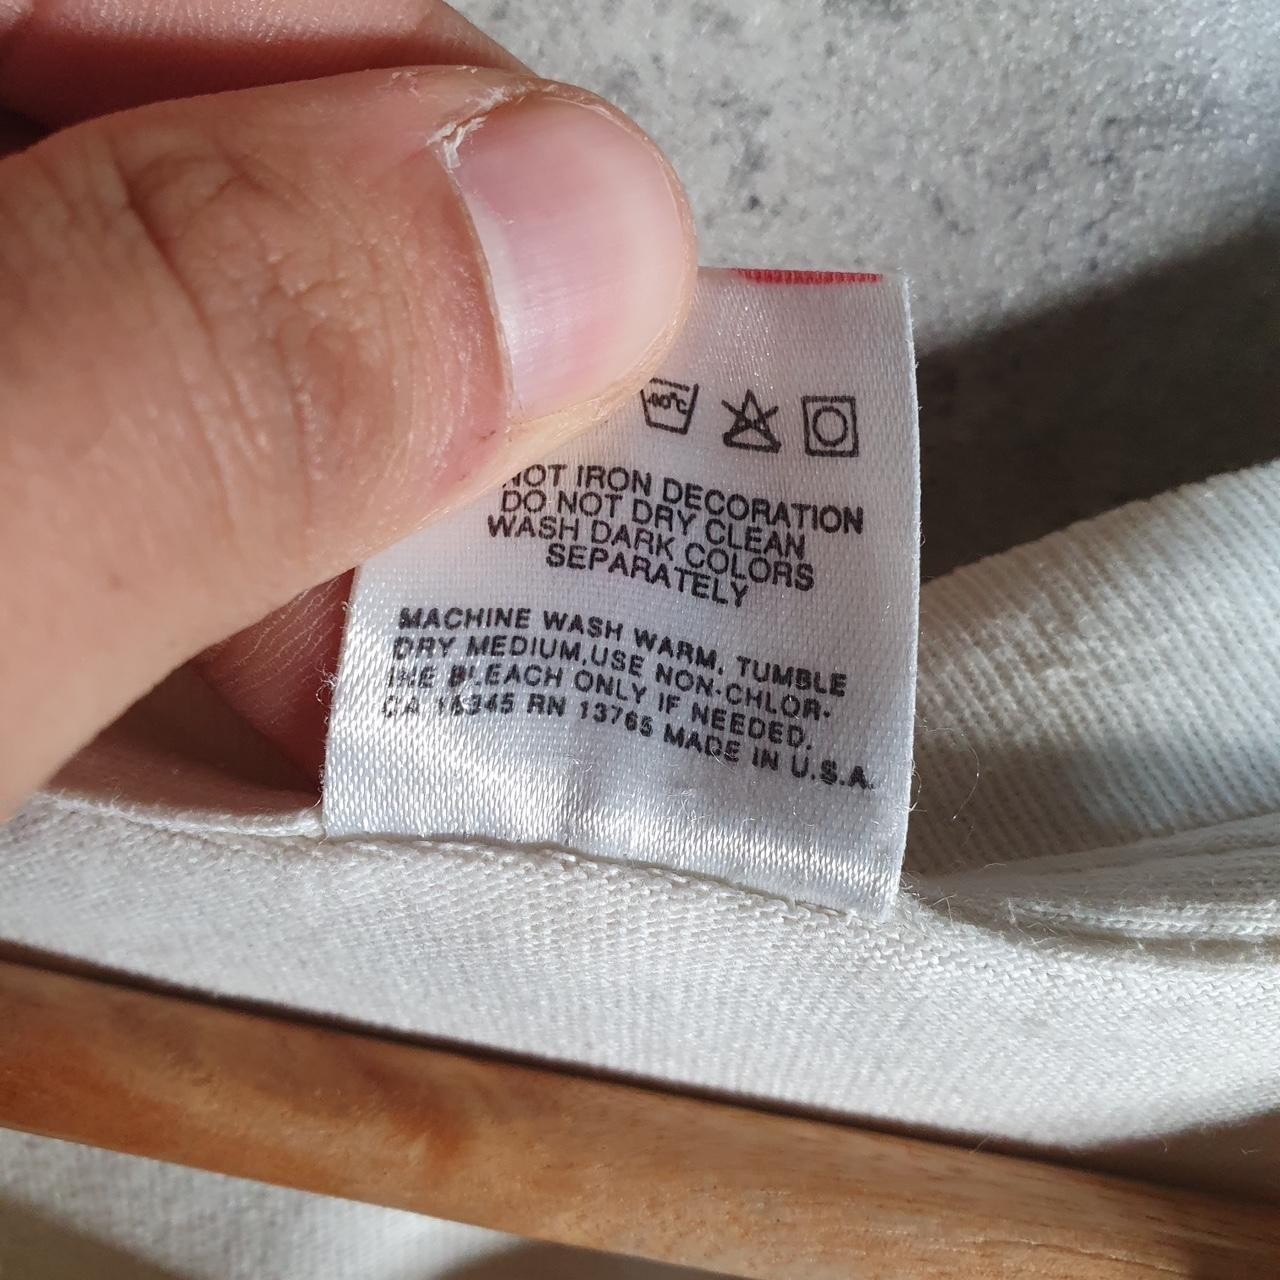 40°C
NOT IRON DECORATION
DO NOT DRY CLEAN
WASH DARK COLORS
SEPARATELY
MACHINE WASH WARM, TUMBLE
DRY MEDIUM,USE NON-CHLOR-
INE BLEACH ONLY IF NEEDED.
CA 16345 RN 13765 MADE IN U.S.A.